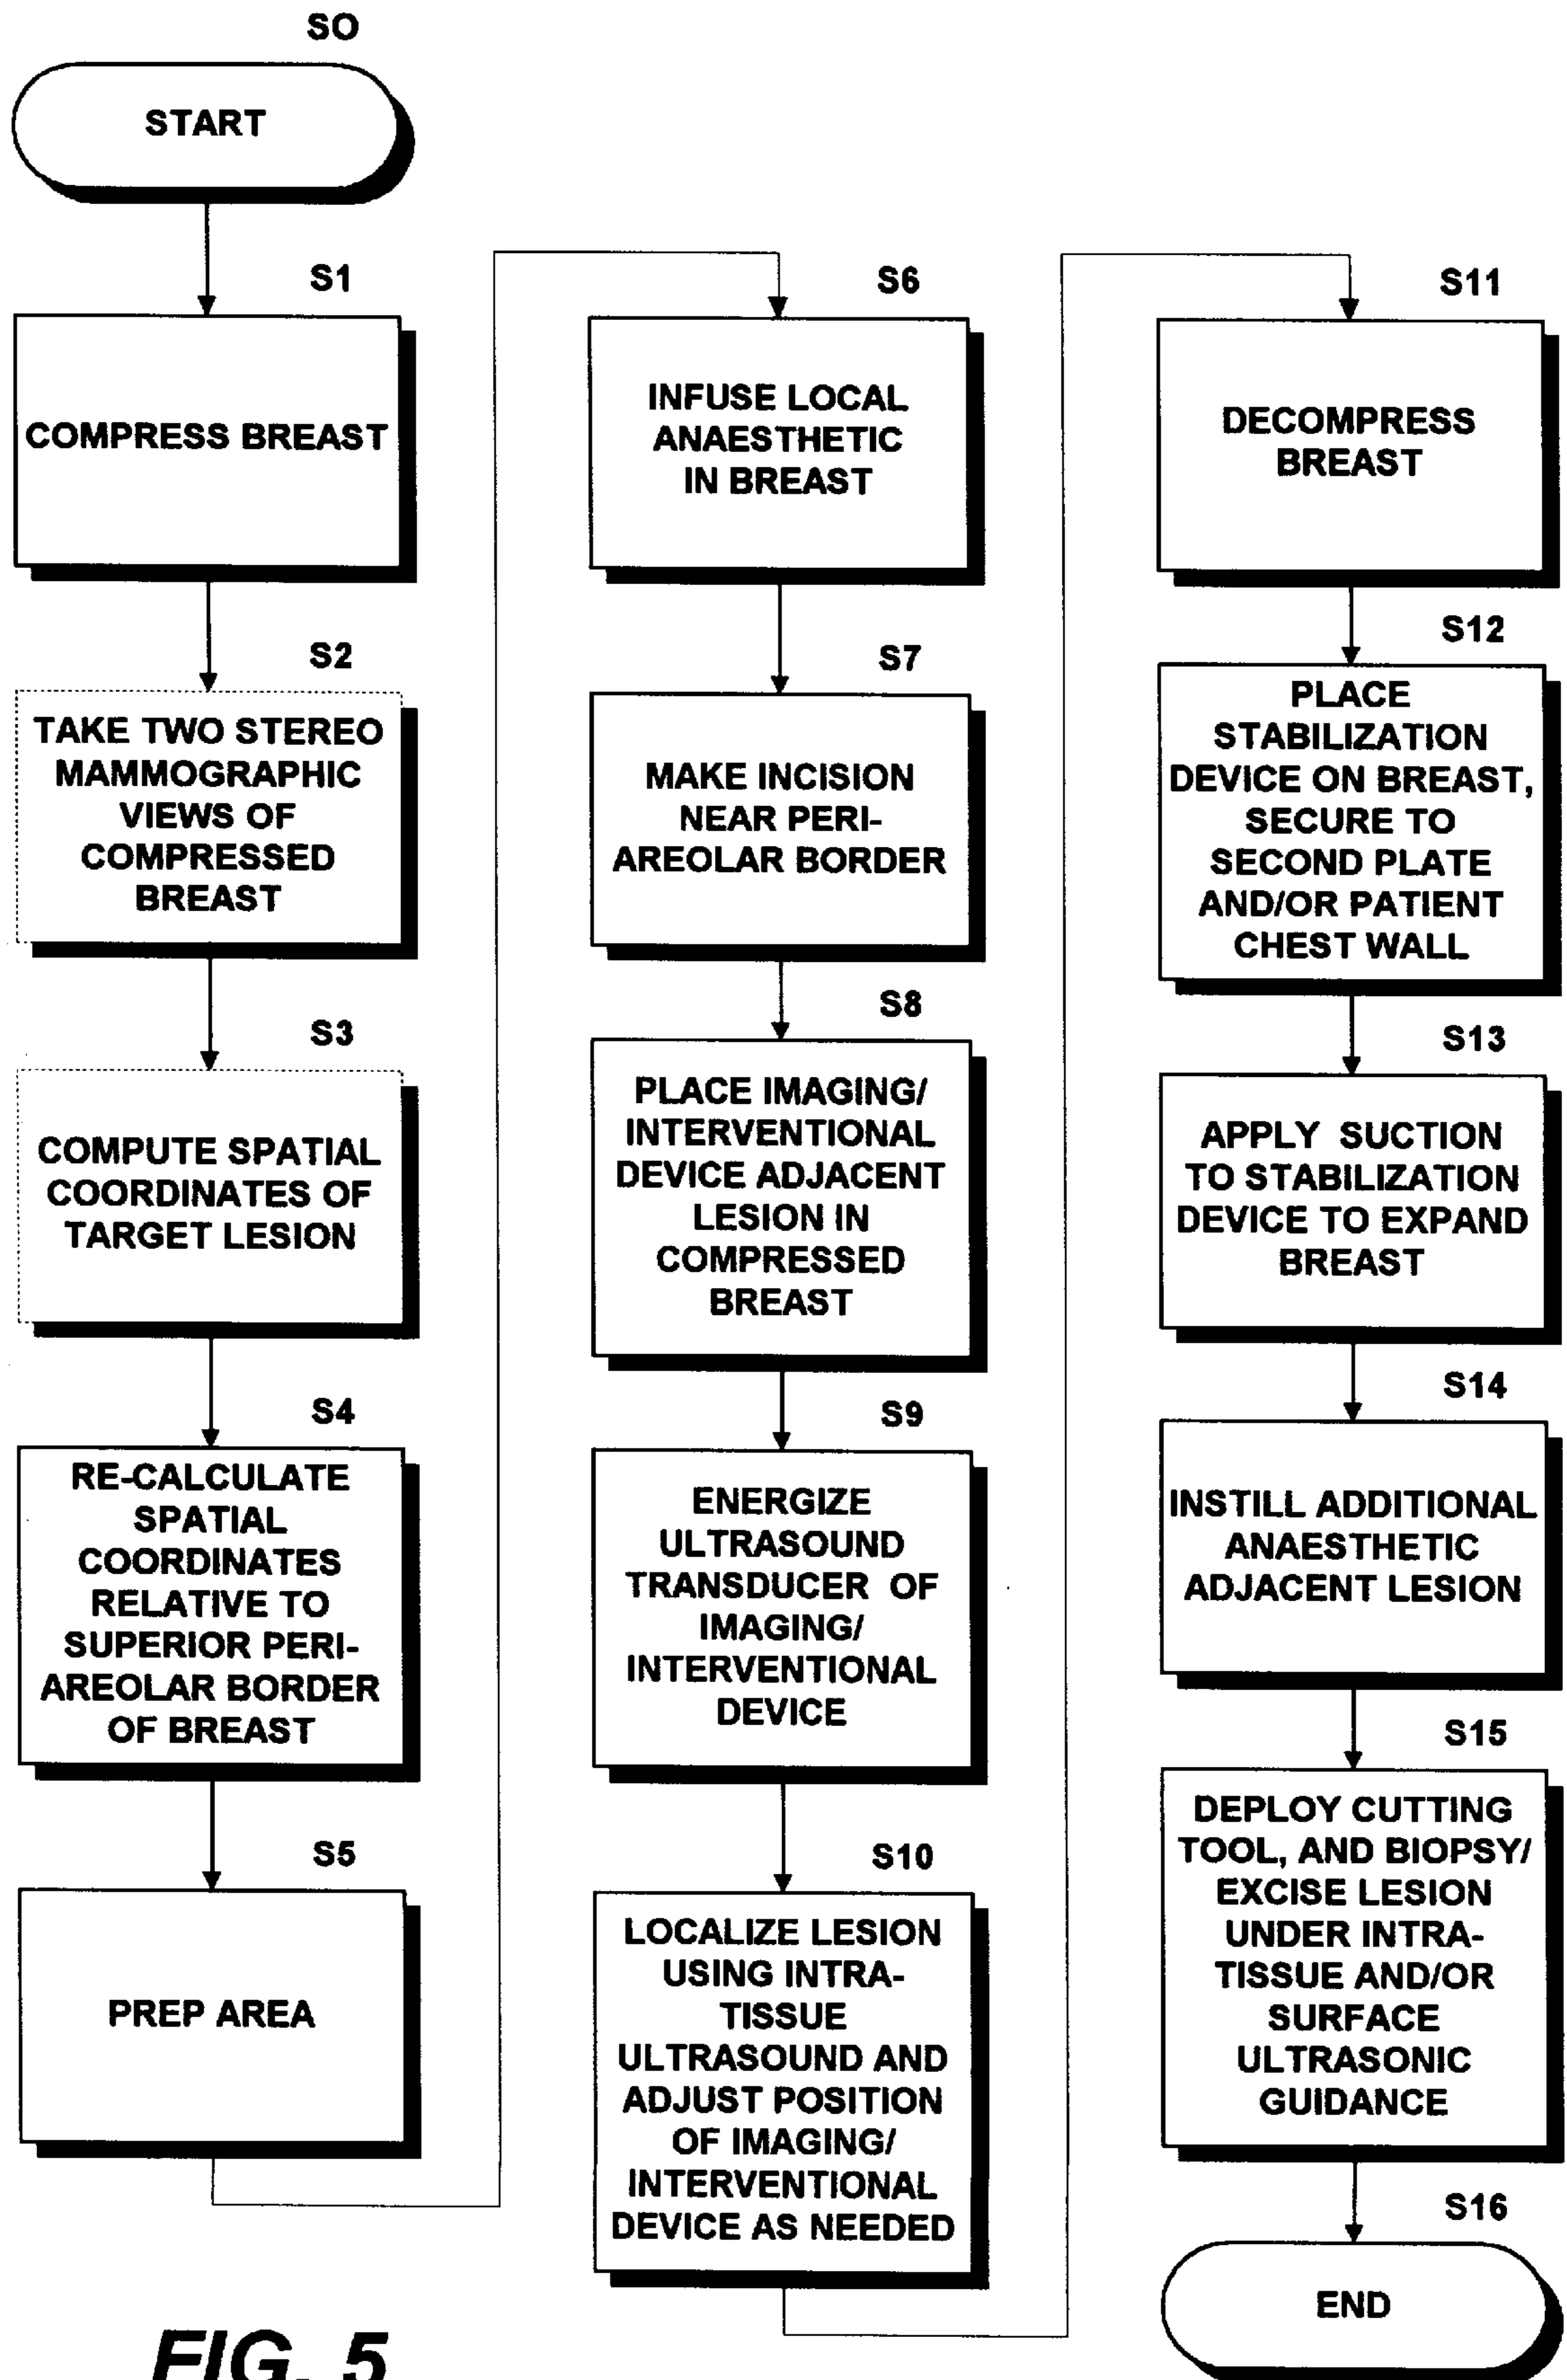 SO
START
S1
COMPRESS BREAST
S2
TAKE TWO STEREO
MAMMOGRAPHIC
VIEWS OF
COMPRESSED
BREAST
S3
COMPUTE SPATIAL
COORDINATES OF
TARGET LESION
S4
RE-CALCULATE
SPATIAL
COORDINATES
RELATIVE TO
SUPERIOR PERI-
AREOLAR BORDER
OF BREAST
S5
PREP AREA
S6
INFUSE LOCAL
ANAESTHETIC
IN BREAST
S7
MAKE INCISION
NEAR PERI-
AREOLAR BORDER
S8
PLACE IMAGING/
INTERVENTIONAL
DEVICE ADJACENT
LESION IN
COMPRESSED
BREAST
S9
ENERGIZE
ULTRASOUND
TRANSDUCER OF
IMAGING/
INTERVENTIONAL
DEVICE
S10
LOCALIZE LESION
USING INTRA-
TISSUE
ULTRASOUND AND
ADJUST POSITION
OF IMAGING/
INTERVENTIONAL
DEVICE AS NEEDED
S11
DECOMPRESS
BREAST
S12
PLACE
STABILIZATION
DEVICE ON BREAST,
SECURE TO
SECOND PLATE
AND/OR PATIENT
CHEST WALL
S13
APPLY SUCTION
TO STABILIZATION
DEVICE TO EXPAND
BREAST
S14
INSTILL ADDITIONAL
ANAESTHETIC
ADJACENT LESION
S15
DEPLOY CUTTING
TOOL, AND BIOPSY/
EXCISE LESION
UNDER INTRA-
TISSUE AND/OR
SURFACE
ULTRASONIC
GUIDANCE
S16
END
FIG. 5